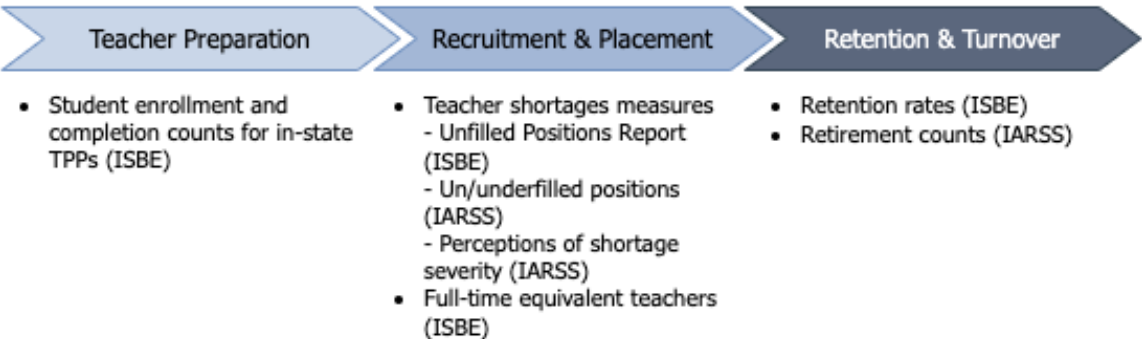 Teacher Preparation
Recruitment & Placement
Retention & Turnover
• Student enrollment and
completion counts for in-state
TPPs (ISBE)
• Teacher shortages measures
- Unfilled Positions Report
(ISBE)
- Un/underfilled positions
(IARSS)
- Perceptions of shortage
severity (IARSS)
• Full-time equivalent teachers
(ISBE)
• Retention rates (ISBE)
• Retirement counts (IARSS)